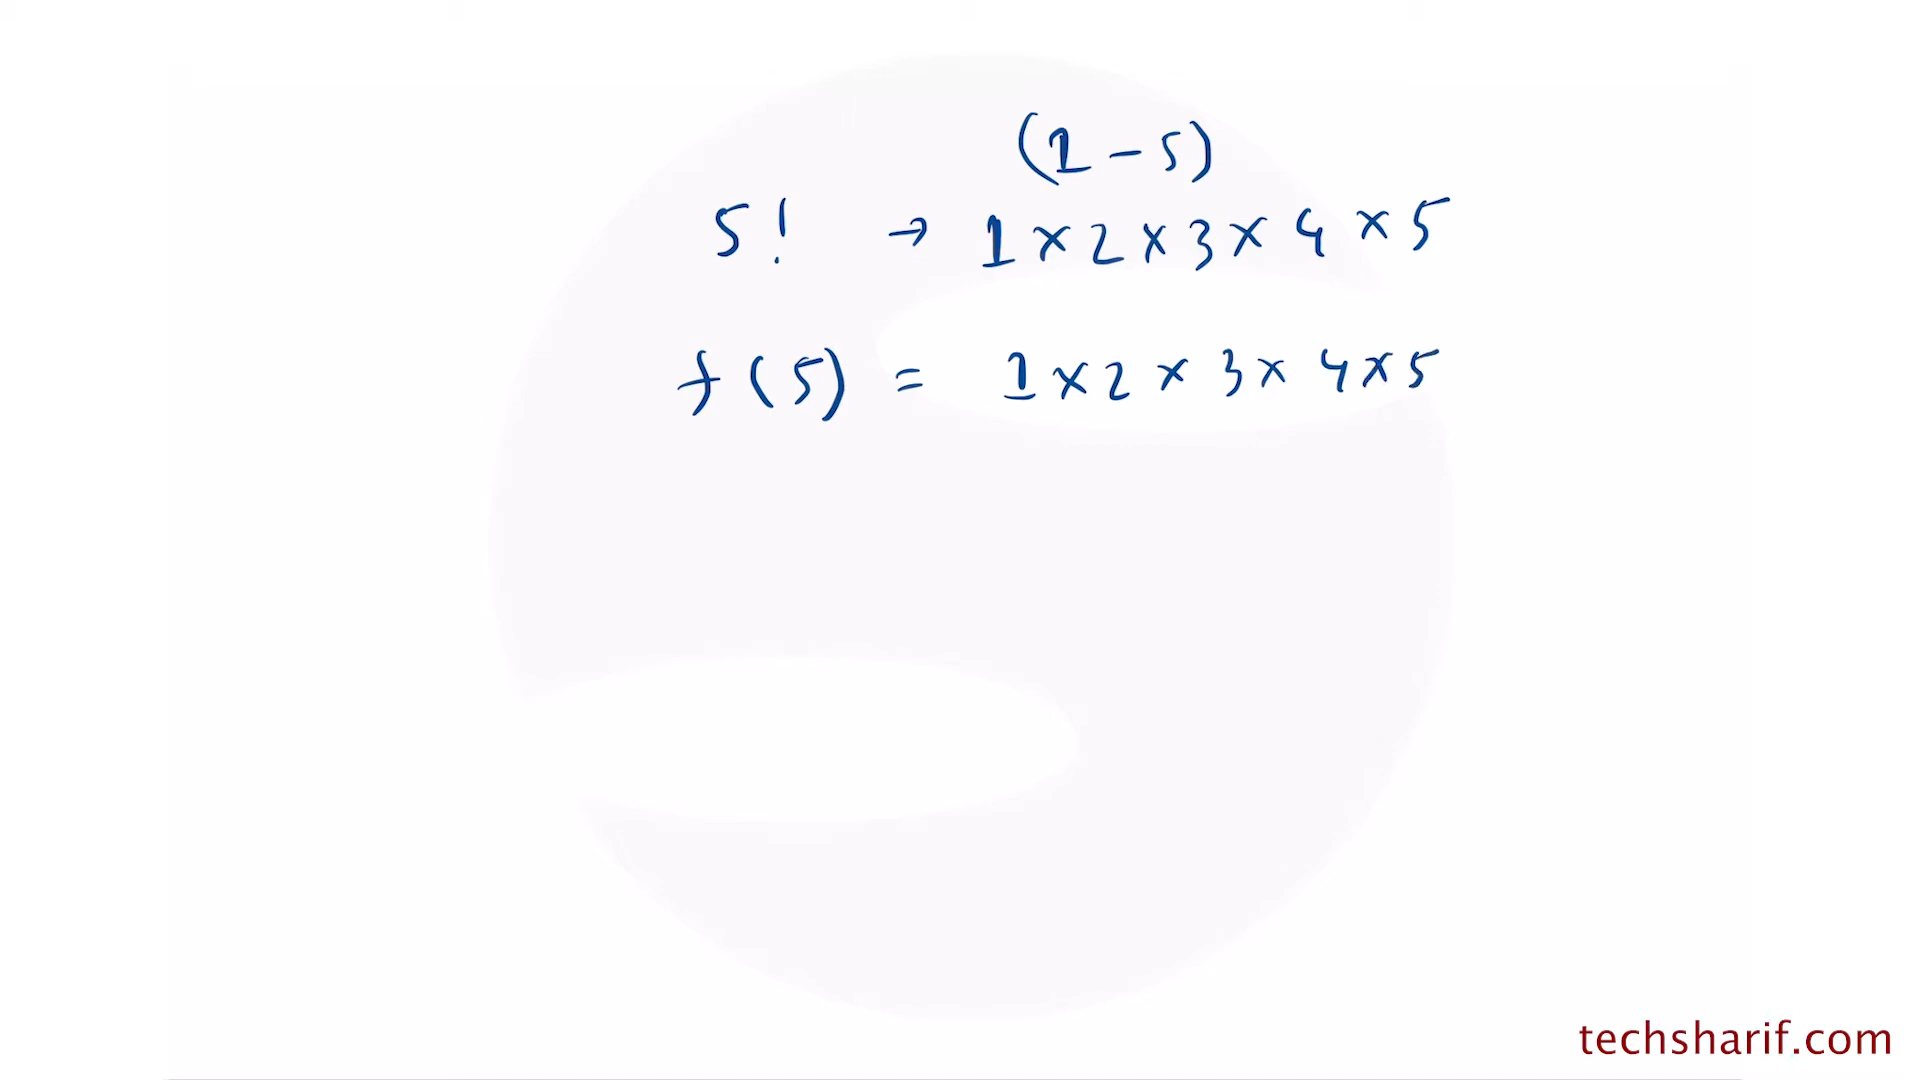 (1 - 5)
5! → 1 × 2 × 3 × 4 × 5
f(5) = 1 × 2 × 3 × 4 × 5
techsharif.com